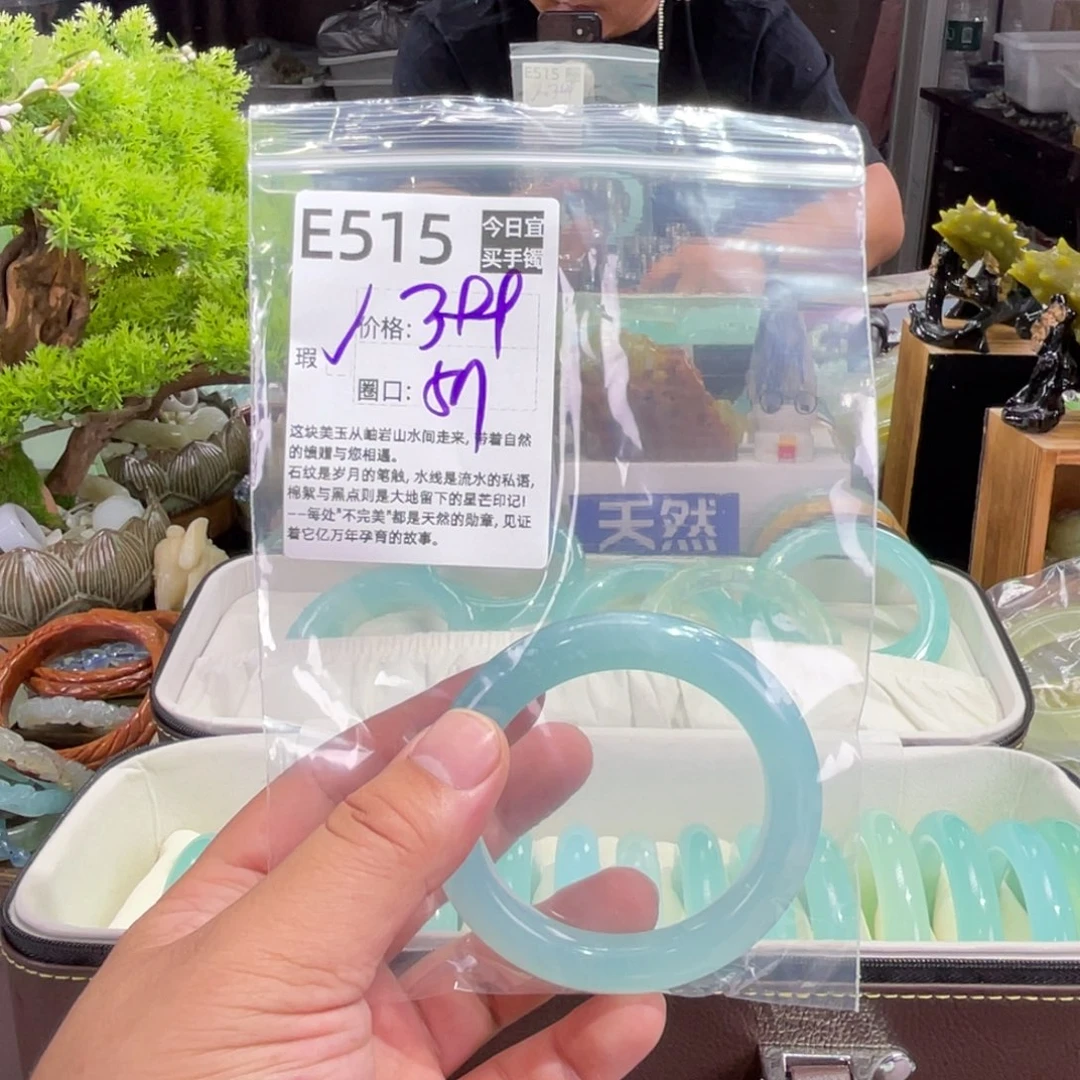 E515
今日宜
买手镯
价格: 399
瑕
圈口: 57
这块美玉从岫岩山水间走来, 带着自然
的馈赠与您相遇。
石纹是岁月的笔触, 水线是流水的私语,
棉絮与黑点则是大地留下的星芒印记!
——每处"不完美"都是天然的勋章, 见证
着它亿万年孕育的故事。
天然
E515